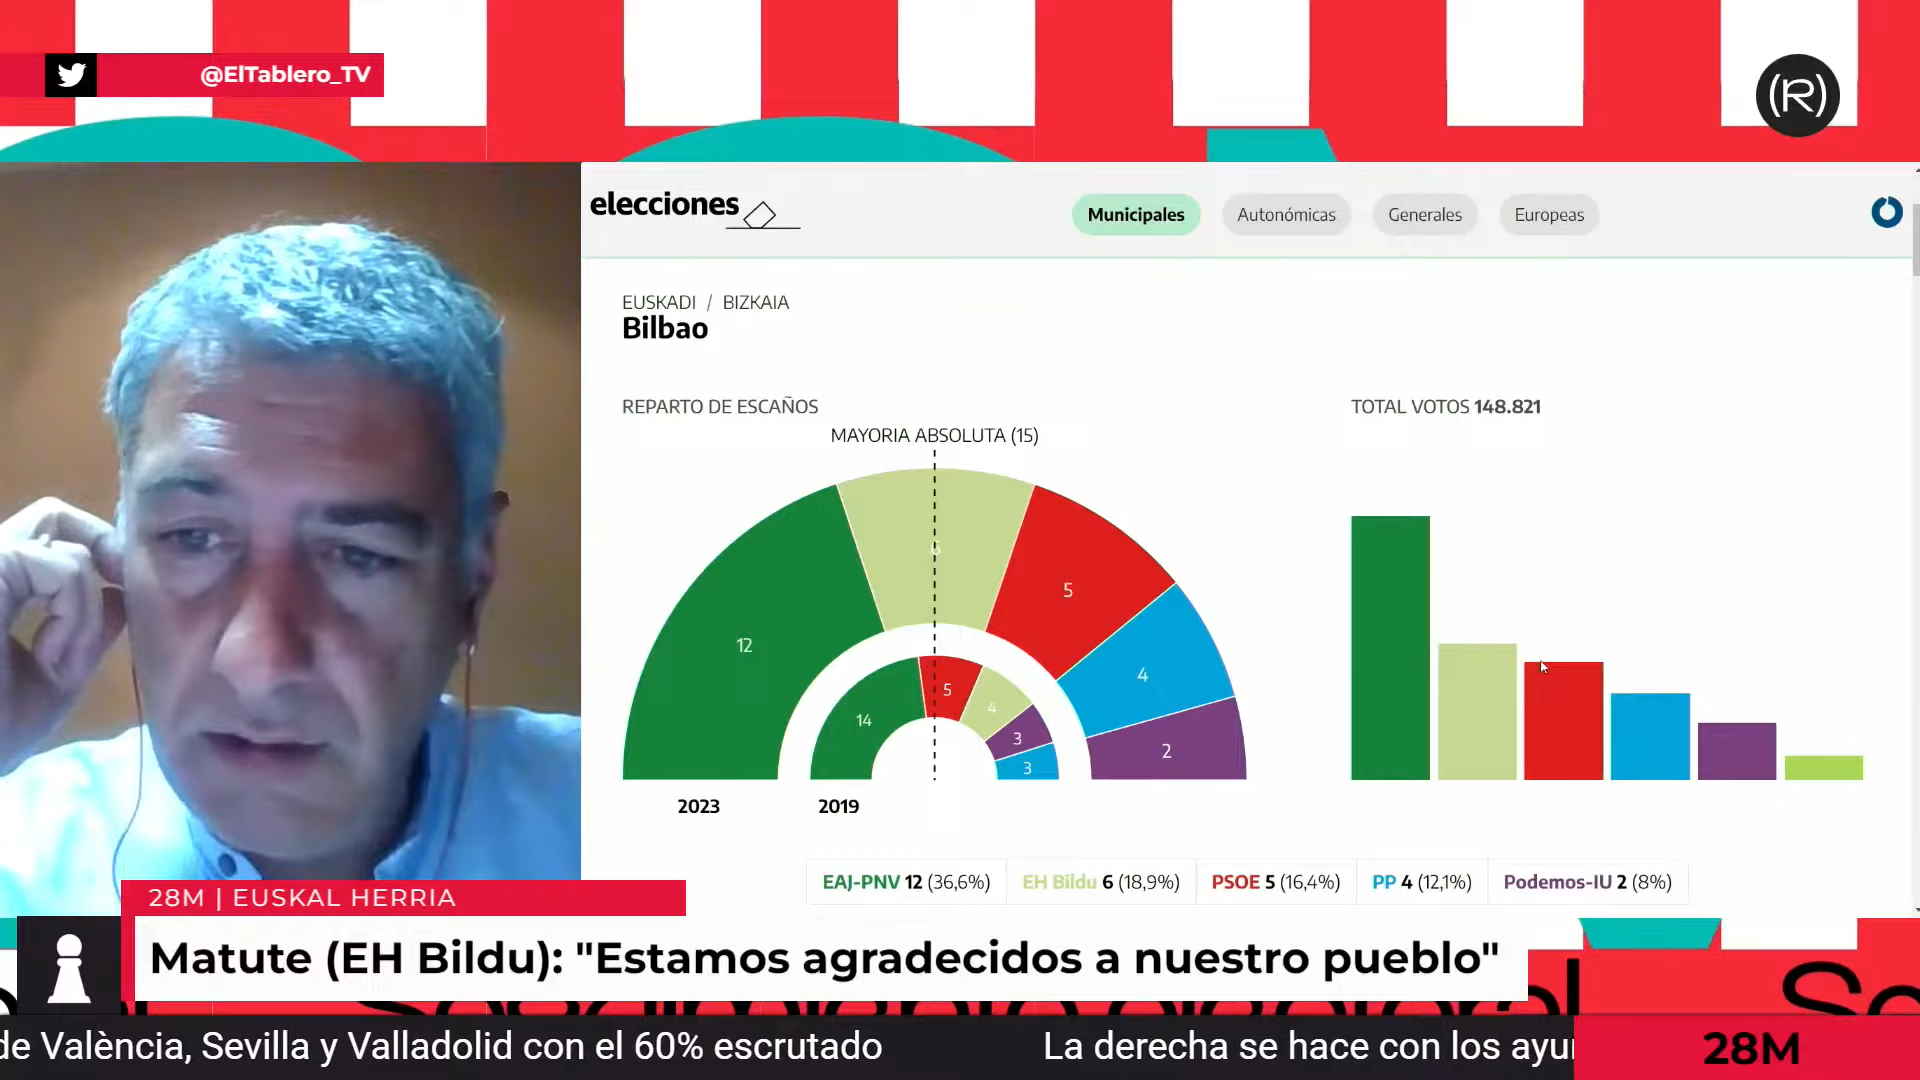 @ElTablero_TV
(R)
elecciones
Municipales
Autonómicas
Generales
Europeas
EUSKADI / BIZKAIA
Bilbao
REPARTO DE ESCAÑOS
TOTAL VOTOS 148.821
MAYORIA ABSOLUTA (15)
12
6
5
4
2
14
5
4
3
3
2023
2019
EAJ-PNV 12 (36,6%)
EH Bildu 6 (18,9%)
PSOE 5 (16,4%)
PP 4 (12,1%)
Podemos-IU 2 (8%)
28M | EUSKAL HERRIA
Matute (EH Bildu): "Estamos agradecidos a nuestro pueblo"
de València, Sevilla y Valladolid con el 60% escrutado
La derecha se hace con los ayu
28M